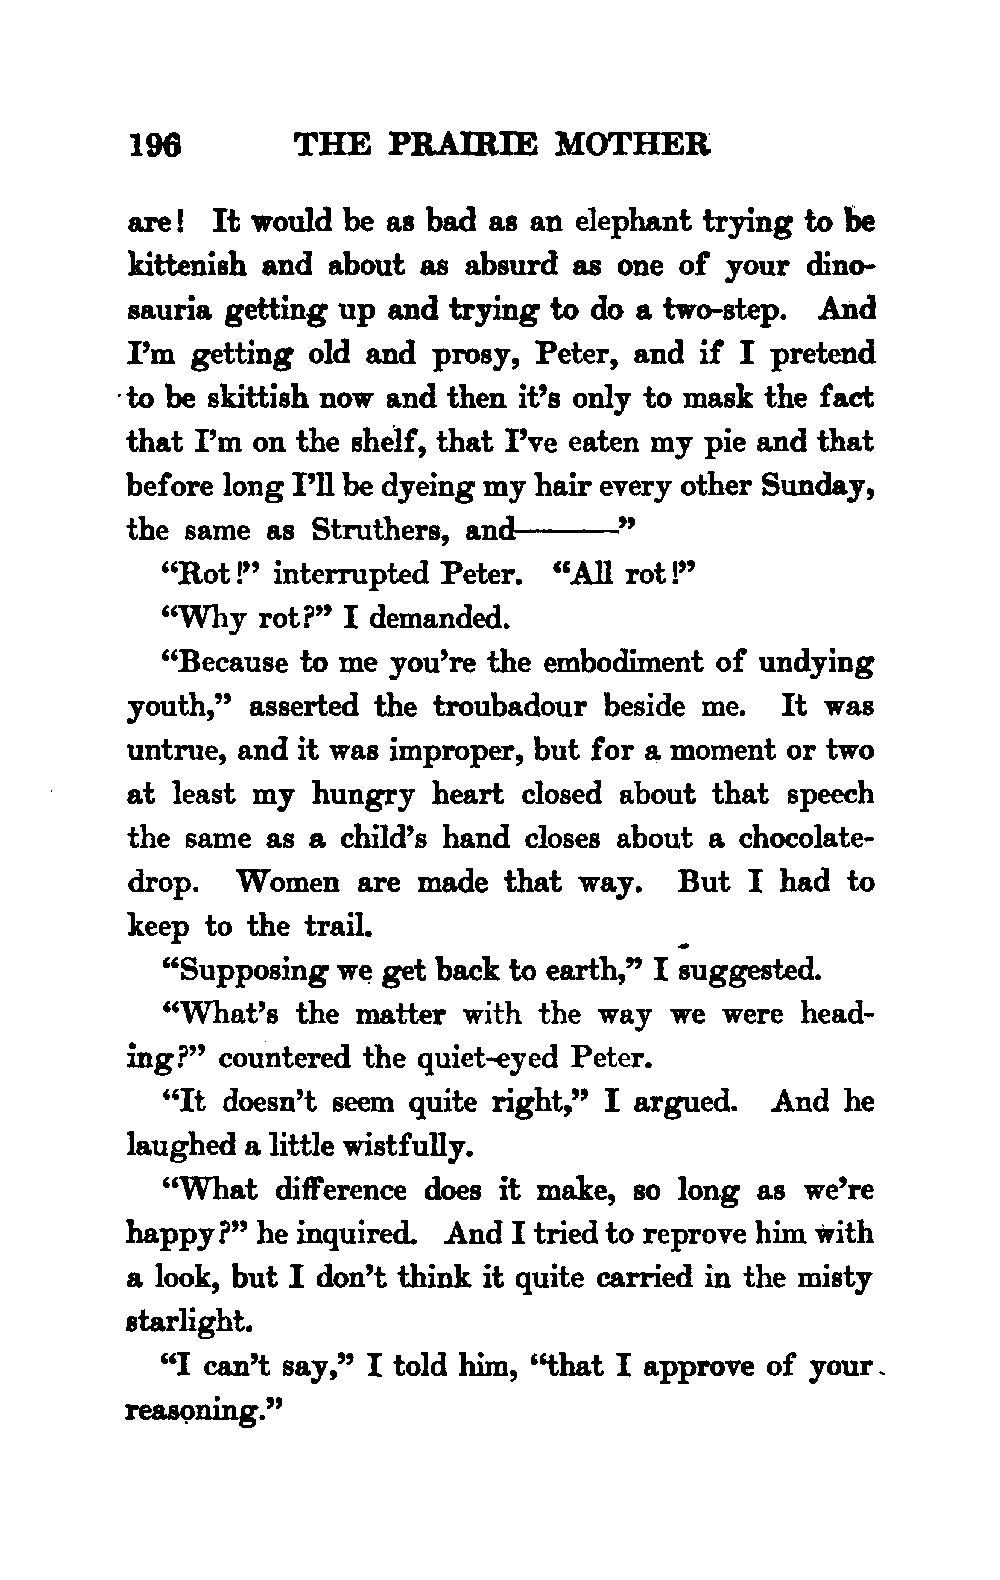 196 THE PRAIRIE MOTHER
are! It would be as bad as an elephant trying to be
kittenish and about as absurd as one of your dino-
sauria getting up and trying to do a two-step. And
I'm getting old and prosy, Peter, and if I pretend
to be skittish now and then it's only to mask the fact
that I'm on the shelf, that I've eaten my pie and that
before long I'll be dyeing my hair every other Sunday,
the same as Struthers, and———"
"Rot!" interrupted Peter. "All rot!"
"Why rot?" I demanded.
"Because to me you're the embodiment of undying
youth," asserted the troubadour beside me. It was
untrue, and it was improper, but for a moment or two
at least my hungry heart closed about that speech
the same as a child's hand closes about a chocolate-
drop. Women are made that way. But I had to
keep to the trail.
"Supposing we get back to earth," I suggested.
"What's the matter with the way we were head-
ing?" countered the quiet-eyed Peter.
"It doesn't seem quite right," I argued. And he
laughed a little wistfully.
"What difference does it make, so long as we're
happy?" he inquired. And I tried to reprove him with
a look, but I don't think it quite carried in the misty
starlight.
"I can't say," I told him, "that I approve of your
reasoning."